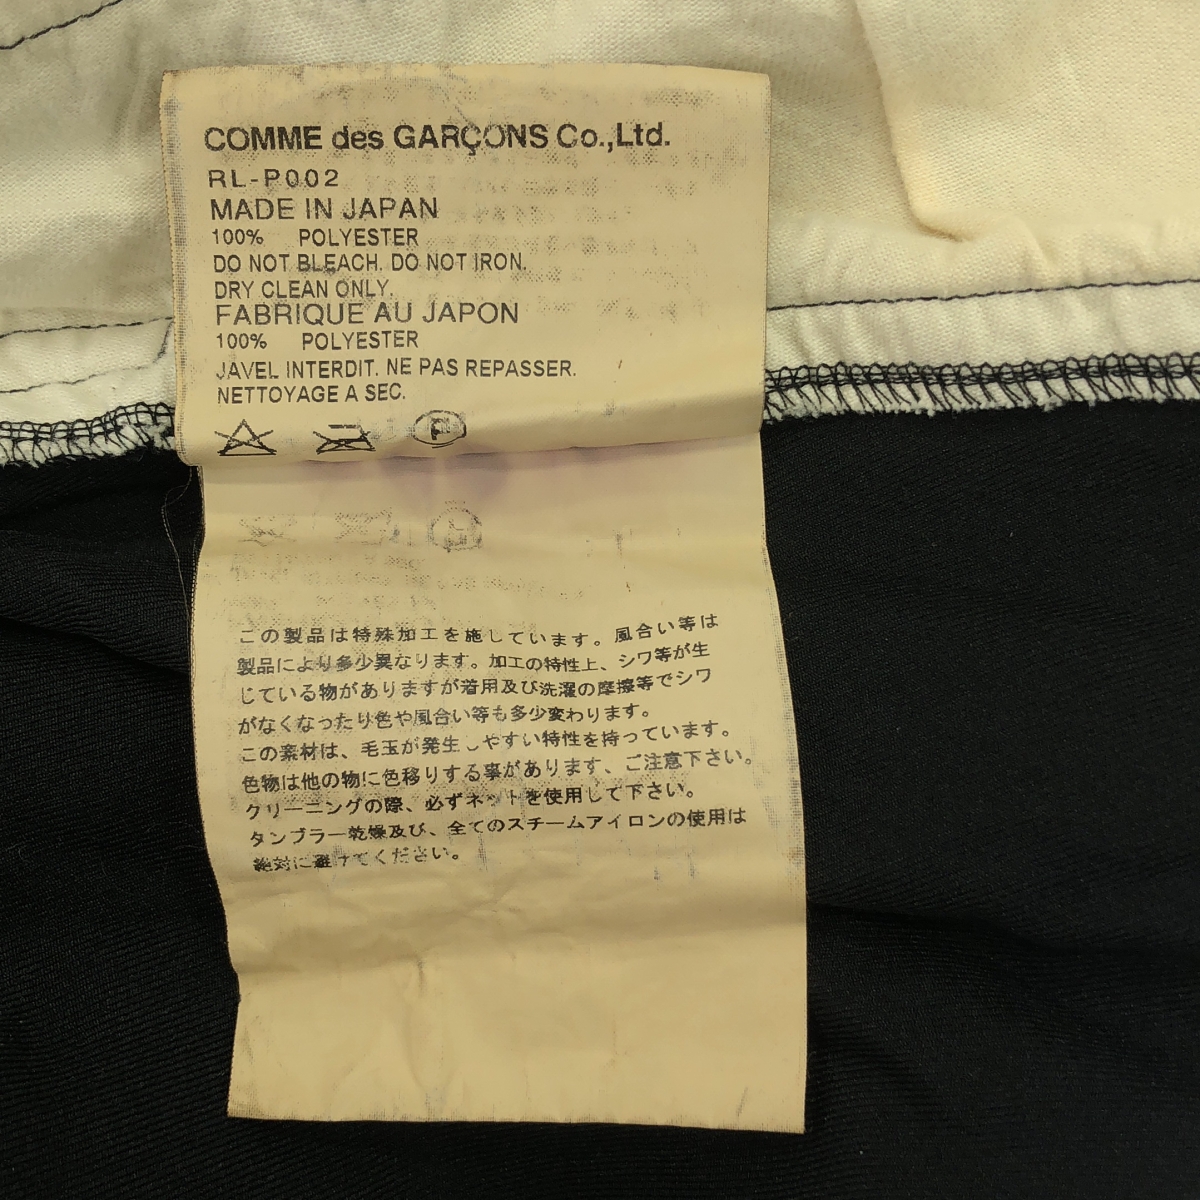 COMME des GARÇONS Co.,Ltd.
RL-P002
MADE IN JAPAN
100% POLYESTER
DO NOT BLEACH. DO NOT IRON.
DRY CLEAN ONLY.
FABRIQUE AU JAPON
100% POLYESTER
JAVEL INTERDIT. NE PAS REPASSER.
NETTOYAGE A SEC.
この製品は特殊加工を施しています。風合い等は
製品により多少異なります。加工の特性上、シワ等が生
じている物がありますが着用及び洗濯の摩擦等でシワ
がなくなったり色や風合い等も多少変わります。
この素材は、毛玉が発生しやすい特性を持っています。
色物は他の物に色移りする事があります、ご注意下さい。
クリーニングの際、必ずネットを使用して下さい。
タンブラー乾燥及び、全てのスチームアイロンの使用は
絶対に避けてください。